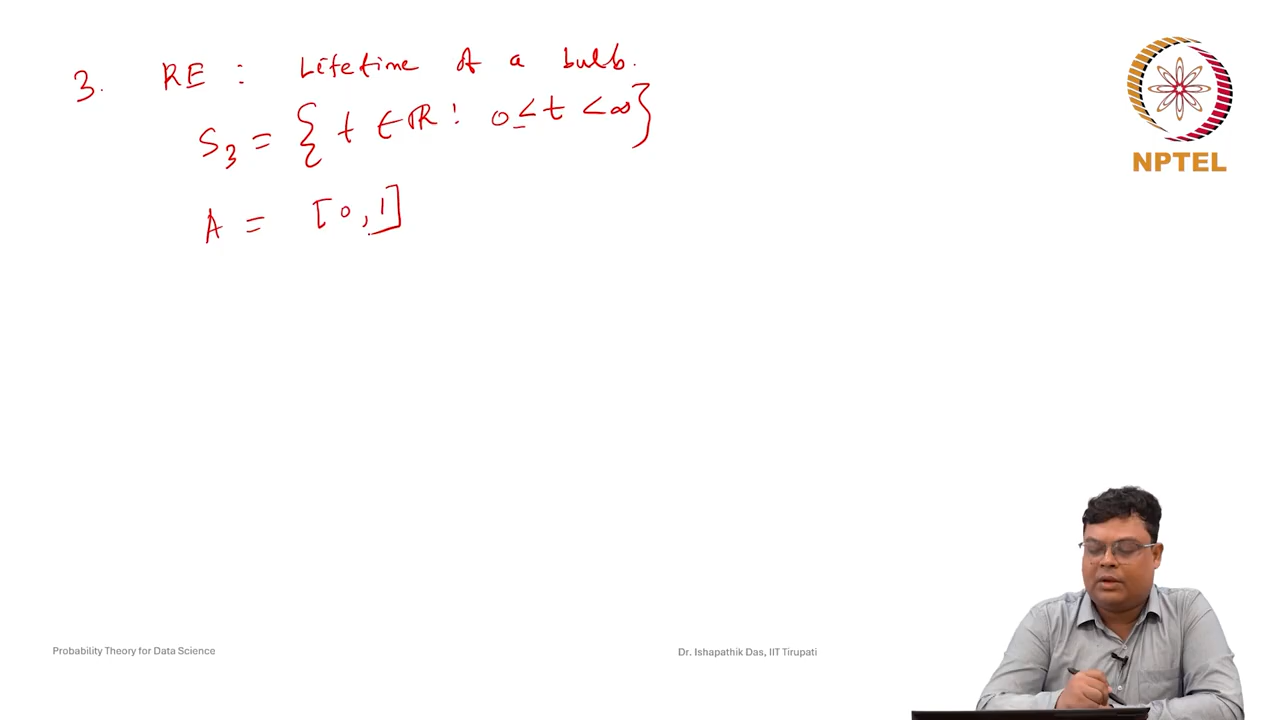 3. RE : Lifetime of a bulb.
S₃ = { t ∈ ℝ : 0 ≤ t < ∞ }
A = [0, 1]
NPTEL
Probability Theory for Data Science
Dr. Ishapathik Das, IIT Tirupati